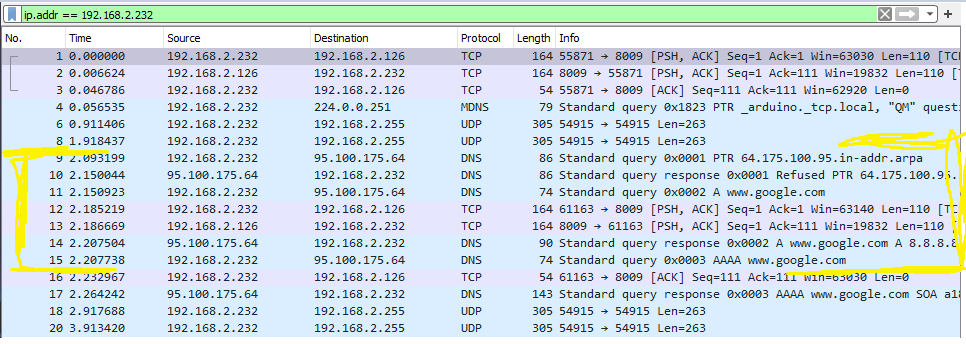 ip.addr == 192.168.2.232
No. Time Source Destination Protocol Length Info
1 0.000000 192.168.2.232 192.168.2.126 TCP 164 55871 → 8009 [PSH, ACK] Seq=1 Ack=1 Win=63030 Len=110 [TC
2 0.006624 192.168.2.126 192.168.2.232 TCP 164 8009 → 55871 [PSH, ACK] Seq=1 Ack=111 Win=19832 Len=110 [T
3 0.046786 192.168.2.232 192.168.2.126 TCP 54 55871 → 8009 [ACK] Seq=111 Ack=111 Win=62920 Len=0
4 0.056535 192.168.2.232 224.0.0.251 MDNS 79 Standard query 0x1823 PTR _arduino._tcp.local, "QM" questi
6 0.911406 192.168.2.232 192.168.2.255 UDP 305 54915 → 54915 Len=263
8 1.918437 192.168.2.232 192.168.2.255 UDP 305 54915 → 54915 Len=263
9 2.093199 192.168.2.232 95.100.175.64 DNS 86 Standard query 0x0001 PTR 64.175.100.95.in-addr.arpa
10 2.150044 95.100.175.64 192.168.2.232 DNS 86 Standard query response 0x0001 Refused PTR 64.175.100.95.
11 2.150923 192.168.2.232 95.100.175.64 DNS 74 Standard query 0x0002 A www.google.com
12 2.185219 192.168.2.232 192.168.2.126 TCP 164 61163 → 8009 [PSH, ACK] Seq=1 Ack=1 Win=63140 Len=110 [TC
13 2.186669 192.168.2.126 192.168.2.232 TCP 164 8009 → 61163 [PSH, ACK] Seq=1 Ack=111 Win=19832 Len=110 [
14 2.207504 95.100.175.64 192.168.2.232 DNS 90 Standard query response 0x0002 A www.google.com A 8.8.8.8
15 2.207738 192.168.2.232 95.100.175.64 DNS 74 Standard query 0x0003 AAAA www.google.com
16 2.232967 192.168.2.232 192.168.2.126 TCP 54 61163 → 8009 [ACK] Seq=111 Ack=111 Win=63030 Len=0
17 2.264242 95.100.175.64 192.168.2.232 DNS 143 Standard query response 0x0003 AAAA www.google.com SOA a18
18 2.917688 192.168.2.232 192.168.2.255 UDP 305 54915 → 54915 Len=263
20 3.913420 192.168.2.232 192.168.2.255 UDP 305 54915 → 54915 Len=263